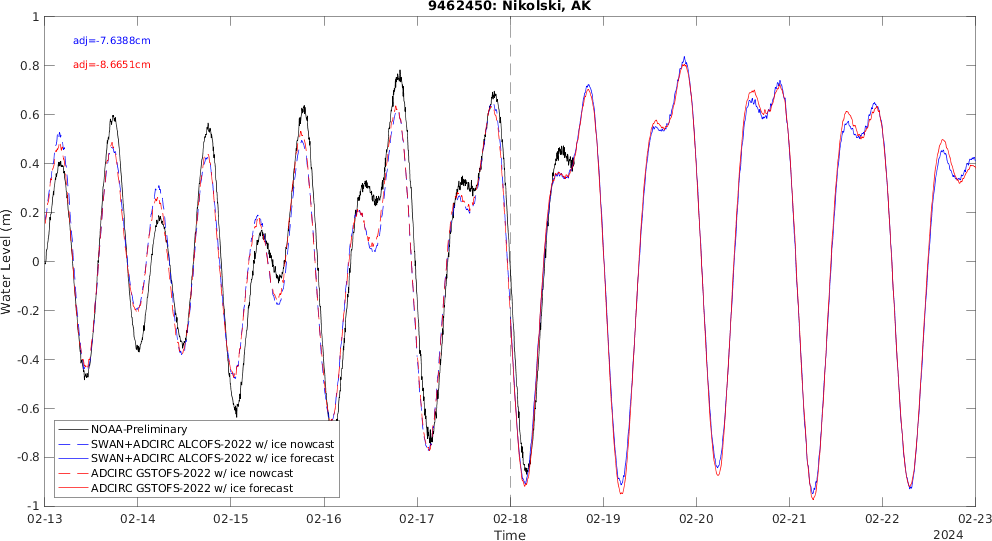 9462450: Nikolski, AK
adj=-7.6388cm
adj=-8.6651cm
Water Level (m)
1
0.8
0.6
0.4
0.2
0
-0.2
-0.4
-0.6
-0.8
-1
NOAA-Preliminary
SWAN+ADCIRC ALCOFS-2022 w/ ice nowcast
SWAN+ADCIRC ALCOFS-2022 w/ ice forecast
ADCIRC GSTOFS-2022 w/ ice nowcast
ADCIRC GSTOFS-2022 w/ ice forecast
02-13 02-14 02-15 02-16 02-17 02-18 02-19 02-20 02-21 02-22 02-23
Time
2024